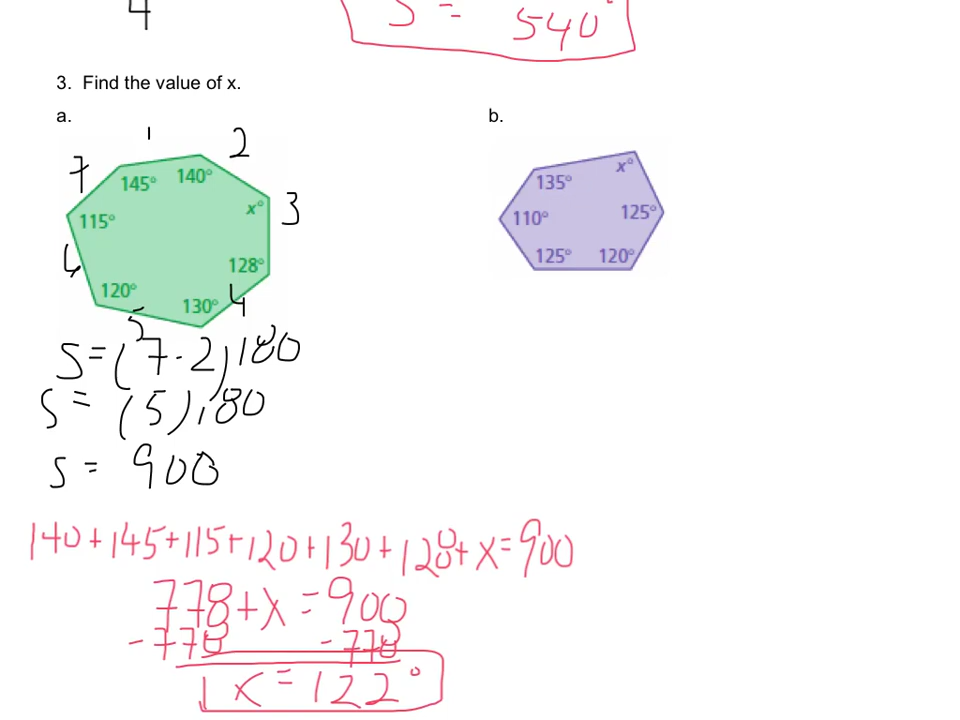 4
S = 540°
3. Find the value of x.
a.
b.
1
2
3
4
5
6
7
145°
140°
x°
115°
128°
120°
130°
135°
x°
110°
125°
125°
120°
S=(7-2)180
S = (5)180
S = 900
140+145+115+120+130+128+x=900
778+x=900
-778 -778
x=122°